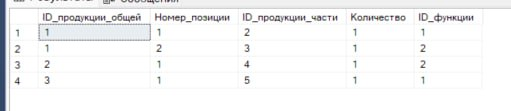 ID_продукции_общей Номер_позиции ID_продукции_части Количество ID_функции
1 1 1 2 1 1
2 1 2 3 1 2
3 2 1 4 1 2
4 3 1 5 1 1